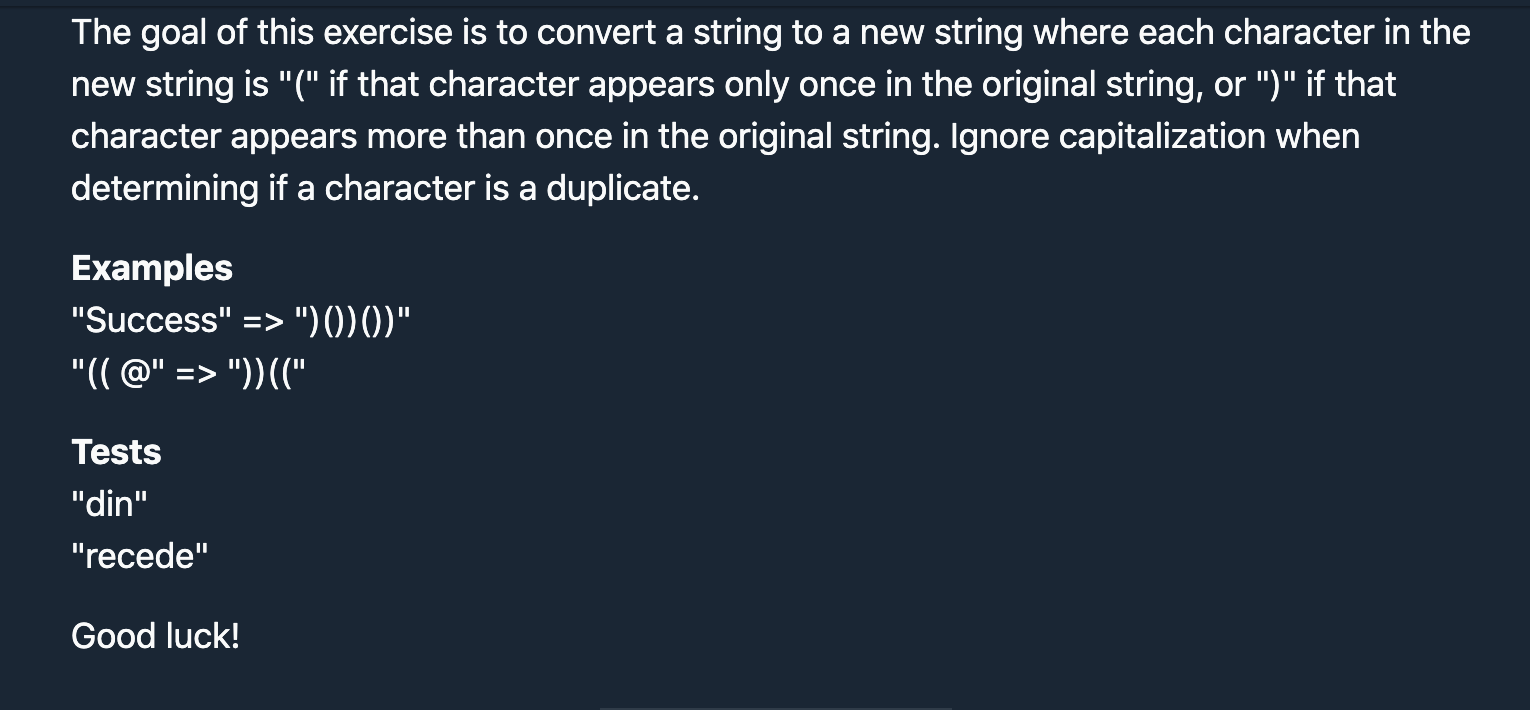 The goal of this exercise is to convert a string to a new string where each character in the
new string is "(" if that character appears only once in the original string, or ")" if that
character appears more than once in the original string. Ignore capitalization when
determining if a character is a duplicate.
Examples
"Success" => ")())())"
"(( @" => "))(("
Tests
"din"
"recede"
Good luck!